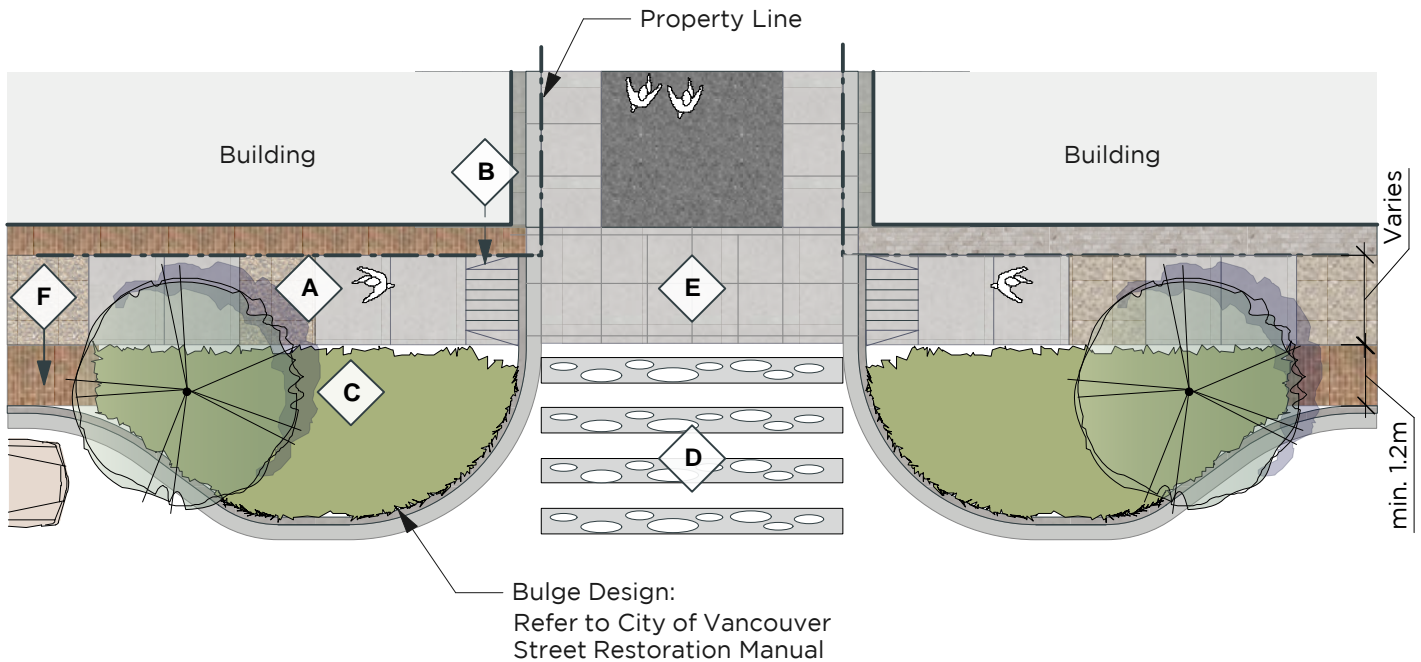 Property Line
Building
Building
B
Varies
F
A
E
C
D
min. 1.2m
Bulge Design:
Refer to City of Vancouver
Street Restoration Manual